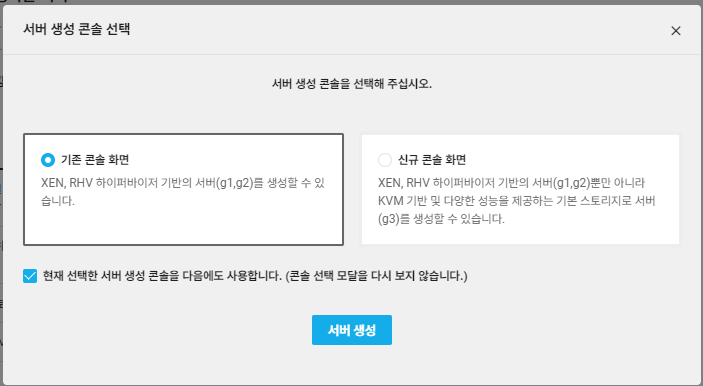 서버 생성 콘솔 선택
서버 생성 콘솔을 선택해 주십시오.
기존 콘솔 화면
XEN, RHV 하이퍼바이저 기반의 서버(g1,g2)를 생성할 수 있
습니다.
신규 콘솔 화면
XEN, RHV 하이퍼바이저 기반의 서버(g1,g2)뿐만 아니라
KVM 기반 및 다양한 성능을 제공하는 기본 스토리지로 서버
(g3)를 생성할 수 있습니다.
현재 선택한 서버 생성 콘솔을 다음에도 사용합니다. (콘솔 선택 모달을 다시 보지 않습니다.)
서버 생성